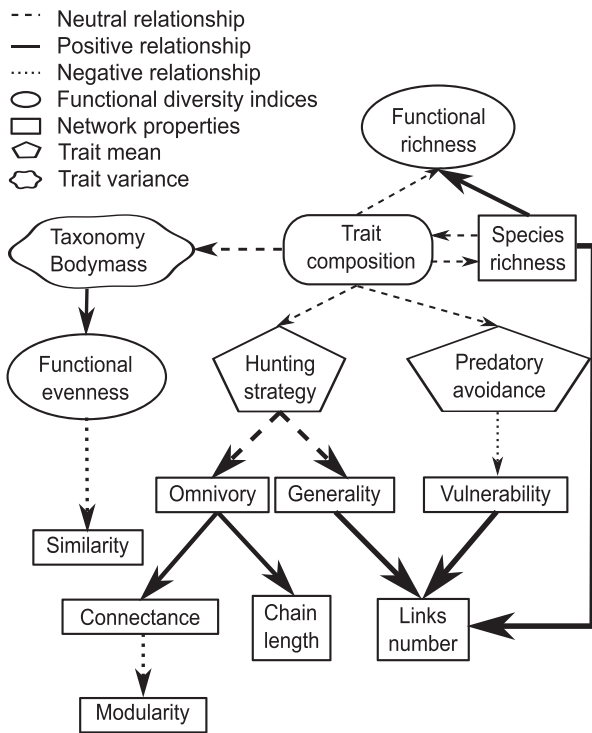 Neutral relationship
Positive relationship
Negative relationship
Functional diversity indices
Network properties
Trait mean
Trait variance
Functional
richness
Taxonomy
Bodymass
Trait
composition
Species
richness
Functional
evenness
Hunting
strategy
Predatory
avoidance
Omnivory
Generality
Vulnerability
Similarity
Connectance
Chain
length
Links
number
Modularity